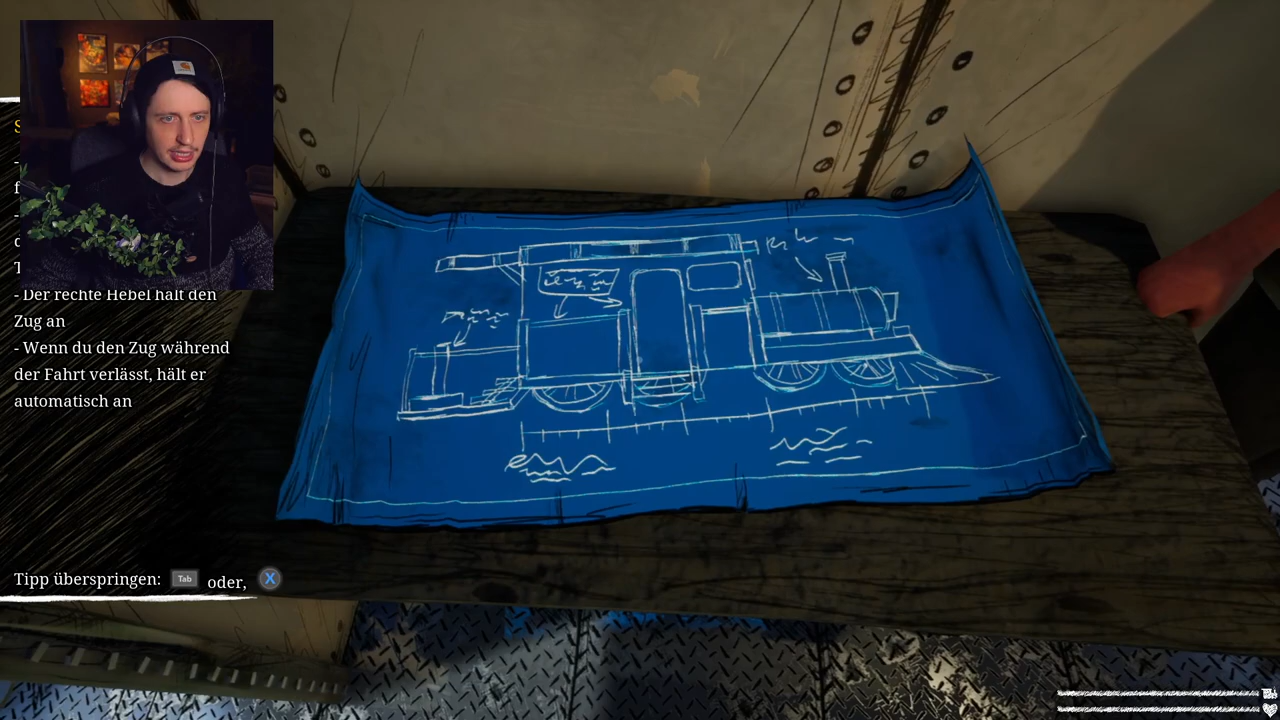 - Der rechte Hebel hält den
Zug an
- Wenn du den Zug während
der Fahrt verlässt, hält er
automatisch an
Tipp überspringen: Tab oder, X